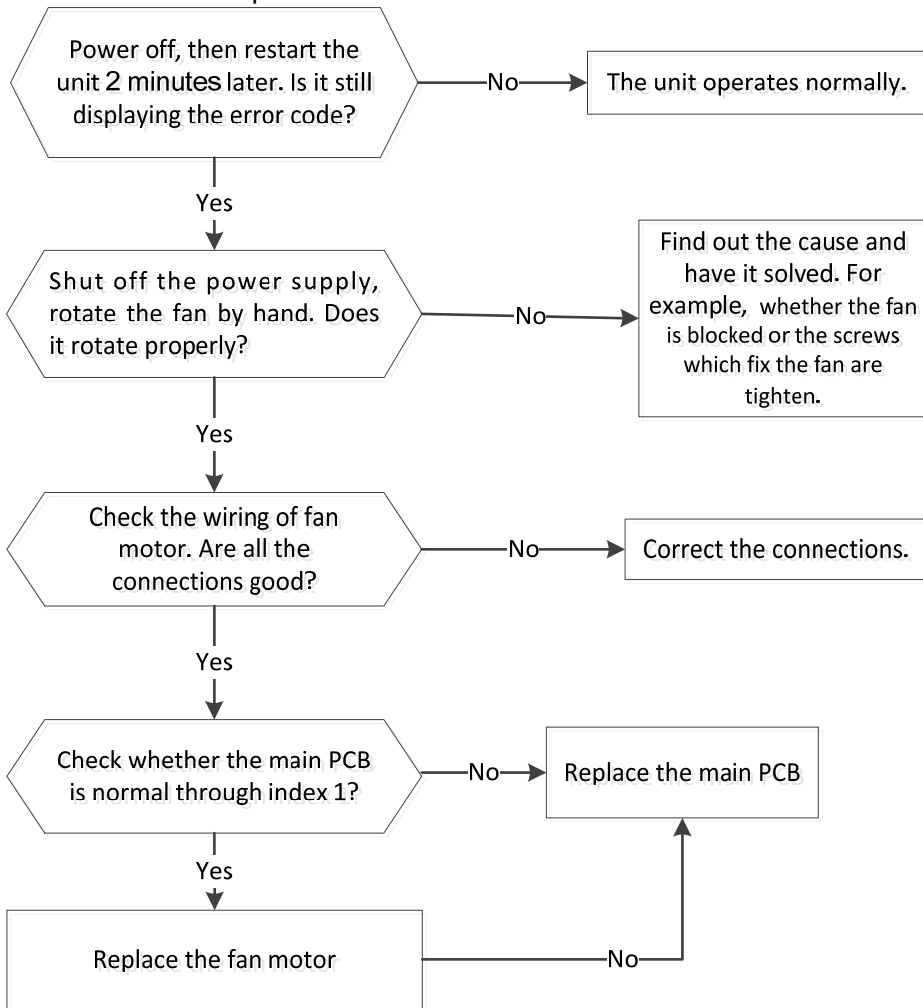 Power off, then restart the
unit 2 minutes later. Is it still
displaying the error code?
No
The unit operates normally.
Yes
Shut off the power supply,
rotate the fan by hand. Does
it rotate properly?
No
Find out the cause and
have it solved. For
example, whether the fan
is blocked or the screws
which fix the fan are
tighten.
Yes
Check the wiring of fan
motor. Are all the
connections good?
No
Correct the connections.
Yes
Check whether the main PCB
is normal through index 1?
No
Replace the main PCB
Yes
Replace the fan motor
No